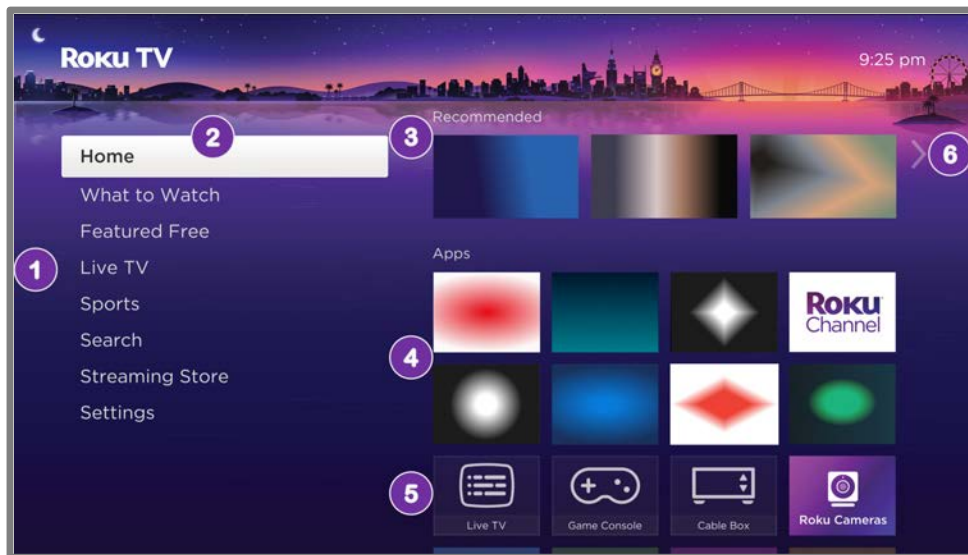 Roku TV
9:25 pm
2
Home
What to Watch
Featured Free
1
Live TV
Sports
Search
Streaming Store
Settings
3
Recommended
6
Apps
Roku
Channel
4
5
Live TV
Game Console
Cable Box
Roku Cameras